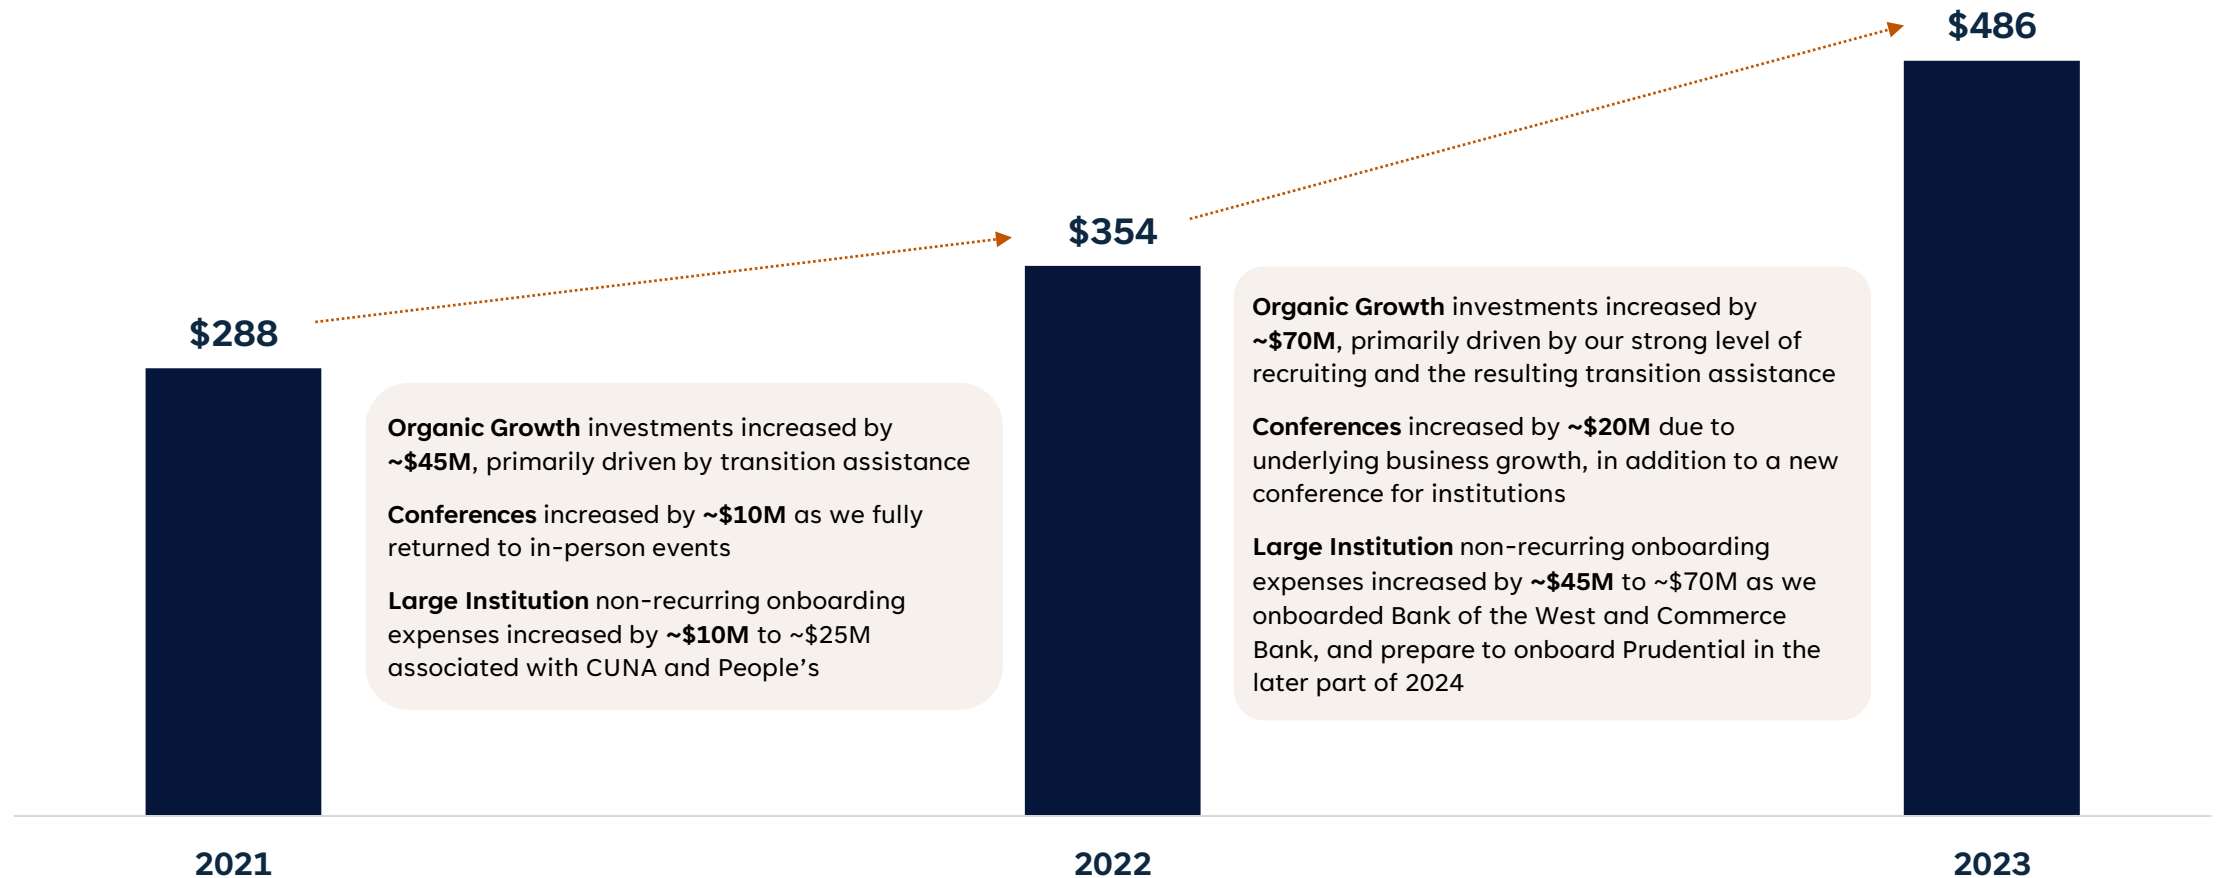 $486
$354
$288
Organic Growth investments increased by
~$45M, primarily driven by transition assistance
Conferences increased by ~$10M as we fully
returned to in-person events
Large Institution non-recurring onboarding
expenses increased by ~$10M to ~$25M
associated with CUNA and People’s
Organic Growth investments increased by
~$70M, primarily driven by our strong level of
recruiting and the resulting transition assistance
Conferences increased by ~$20M due to
underlying business growth, in addition to a new
conference for institutions
Large Institution non-recurring onboarding
expenses increased by ~$45M to ~$70M as we
onboarded Bank of the West and Commerce
Bank, and prepare to onboard Prudential in the
later part of 2024
2021
2022
2023